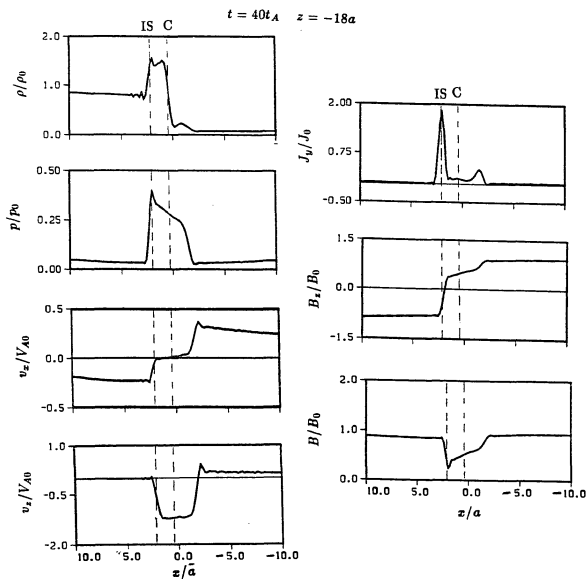 t = 40t_A z = −18a
IS C
2.0
1.0
0.0
ρ/ρ₀
0.50
0.25
0.00
p/p₀
0.5
0.0
-0.5
v_x/V_A0
1.0
-0.5
-2.0
v_z/V_A0
10.0 5.0 0.0 -5.0 -10.0
x/a
IS C
2.00
0.75
-0.50
J_y/J₀
1.5
0.0
-1.5
B_z/B₀
2.0
1.0
0.0
B/B₀
10.0 5.0 0.0 -5.0 -10.0
x/a